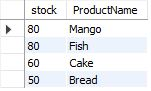 stock ProductName
80 Mango
80 Fish
60 Cake
50 Bread